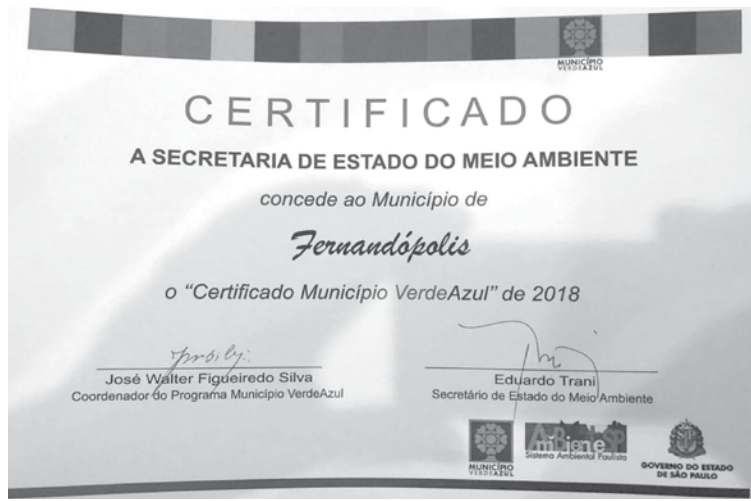 MUNICÍPIO
VERDEAZUL
CERTIFICADO
A SECRETARIA DE ESTADO DO MEIO AMBIENTE
concede ao Município de
Fernandópolis
o “Certificado Município VerdeAzul” de 2018
José Walter Figueiredo Silva
Coordenador do Programa Município VerdeAzul
Eduardo Trani
Secretário de Estado do Meio Ambiente
MUNICÍPIO
VERDEAZUL
AmBieneSP
Sistema Ambiental Paulista
GOVERNO DO ESTADO
DE SÃO PAULO